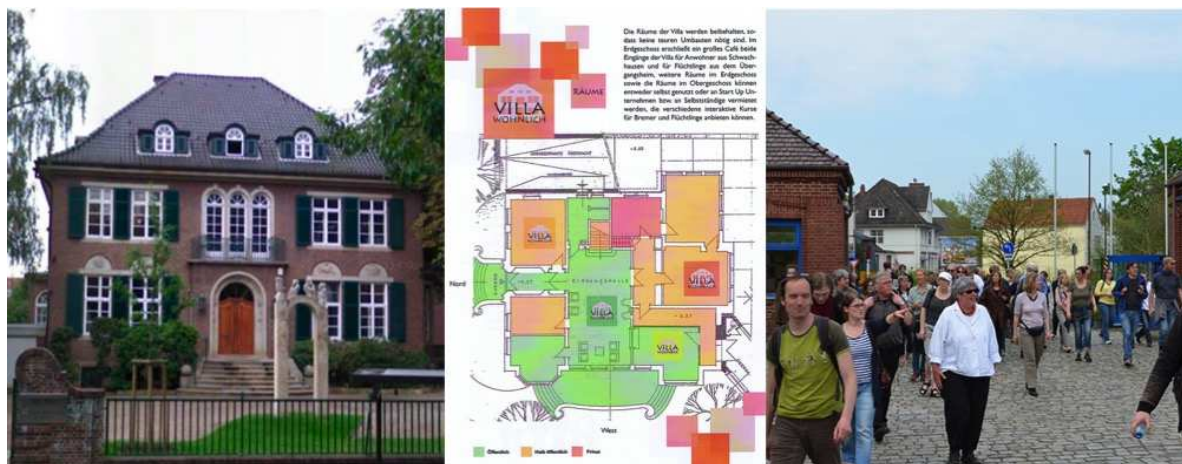 Die Räume der Villa werden beibehalten, so-
dass keine teuren Umbauten nötig sind. Im
Erdgeschoss erschließt ein großes Café beide
Eingänge der Villa für Anwohner aus Schwach-
hausen und für Flüchtlinge aus dem Über-
gangsheim, weitere Räume im Erdgeschoss
sowie die Räume im Obergeschoss können
entweder selbst genutzt oder an Start Up Un-
ternehmen bzw. an Selbstständige vermietet
werden, die verschiedene interaktive Kurse
für Bremer und Flüchtlinge anbieten können.
RÄUME
VILLA
WOHNLICH
VILLA
VILLA
Nord
VILLA
VILLA
West
Öffentlich
Halb öffentlich
Privat